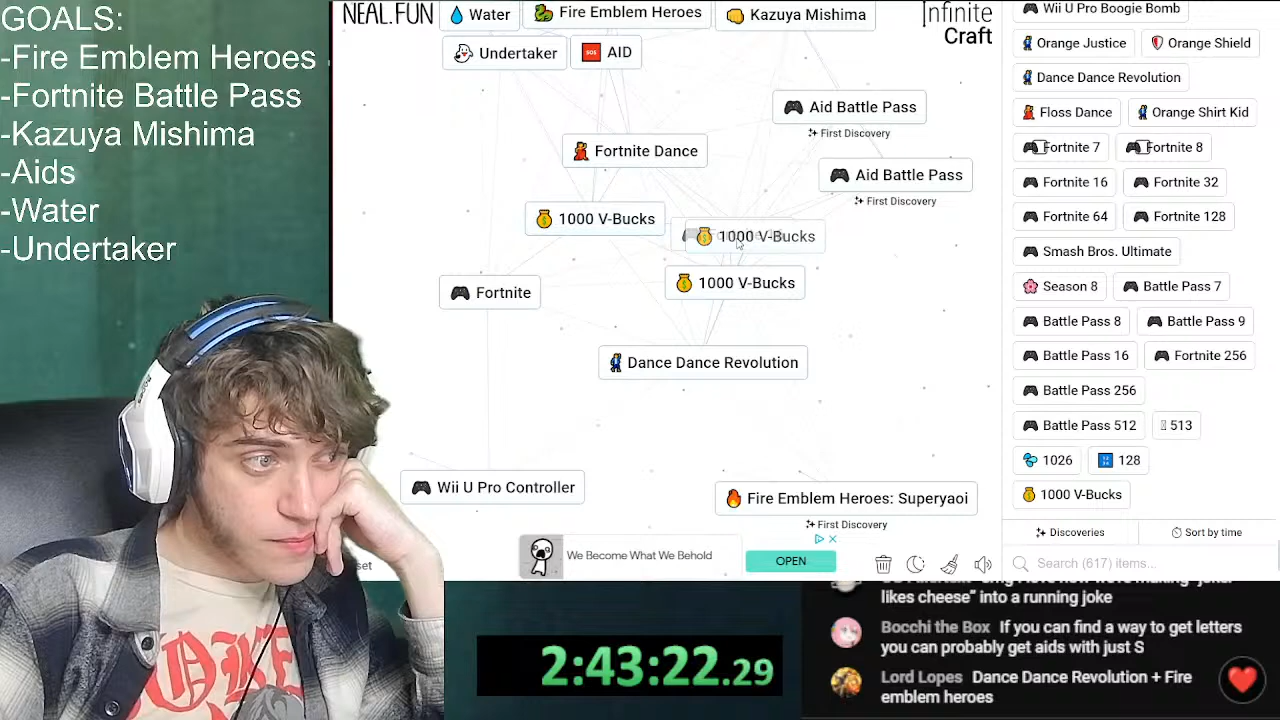 GOALS:
-Fire Emblem Heroes
-Fortnite Battle Pass
-Kazuya Mishima
-Aids
-Water
-Undertaker
NEAL.FUN
Water
Fire Emblem Heroes
Kazuya Mishima
Infinite
Craft
Undertaker
AID
Aid Battle Pass
First Discovery
Fortnite Dance
Aid Battle Pass
First Discovery
1000 V-Bucks
1000 V-Bucks
1000 V-Bucks
Fortnite
Dance Dance Revolution
Wii U Pro Controller
Fire Emblem Heroes: Superyaoi
First Discovery
We Become What We Behold
OPEN
Wii U Pro Boogie Bomb
Orange Justice
Orange Shield
Dance Dance Revolution
Floss Dance
Orange Shirt Kid
Fortnite 7
Fortnite 8
Fortnite 16
Fortnite 32
Fortnite 64
Fortnite 128
Smash Bros. Ultimate
Season 8
Battle Pass 7
Battle Pass 8
Battle Pass 9
Battle Pass 16
Fortnite 256
Battle Pass 256
Battle Pass 512
513
1026
128
1000 V-Bucks
Discoveries
Sort by time
Search (617) items...
2:43:22.29
likes cheese" into a running joke
Bocchi the Box If you can find a way to get letters
you can probably get aids with just S
Lord Lopes Dance Dance Revolution + Fire
emblem heroes